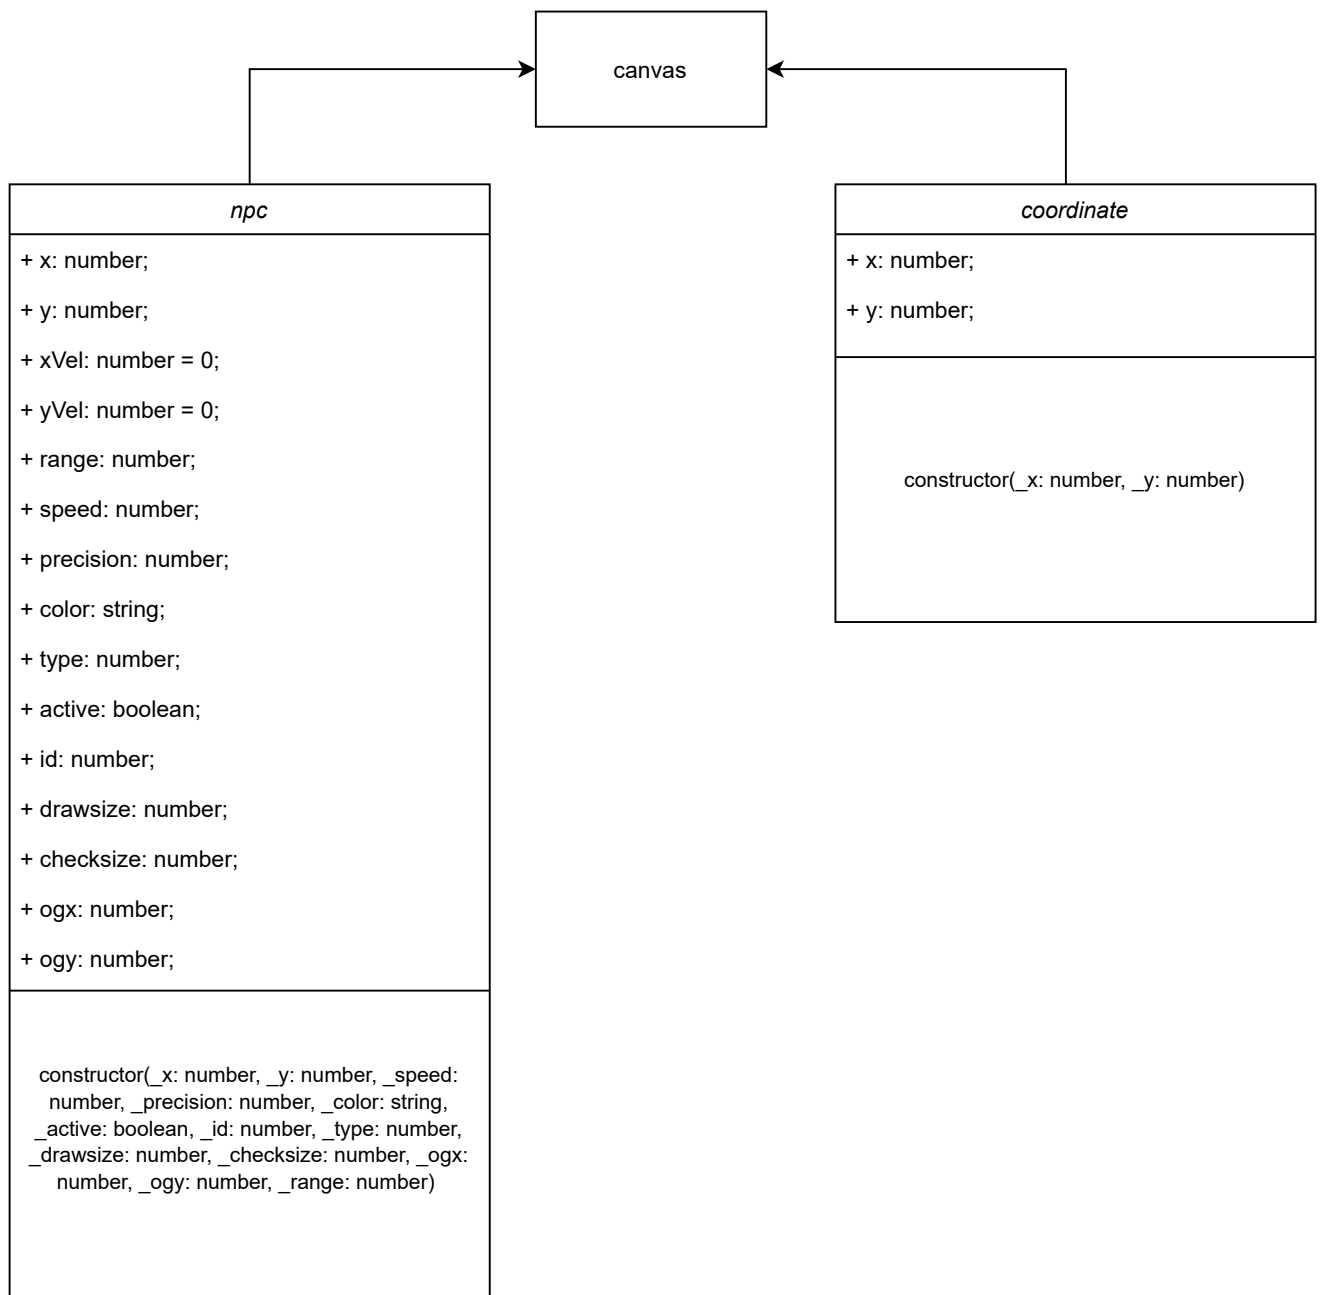 canvas
npc
+ x: number;
+ y: number;
+ xVel: number = 0;
+ yVel: number = 0;
+ range: number;
+ speed: number;
+ precision: number;
+ color: string;
+ type: number;
+ active: boolean;
+ id: number;
+ drawsize: number;
+ checksize: number;
+ ogx: number;
+ ogy: number;
constructor(_x: number, _y: number, _speed:
number, _precision: number, _color: string,
_active: boolean, _id: number, _type: number,
_drawsize: number, _checksize: number, _ogx:
number, _ogy: number, _range: number)
coordinate
+ x: number;
+ y: number;
constructor(_x: number, _y: number)